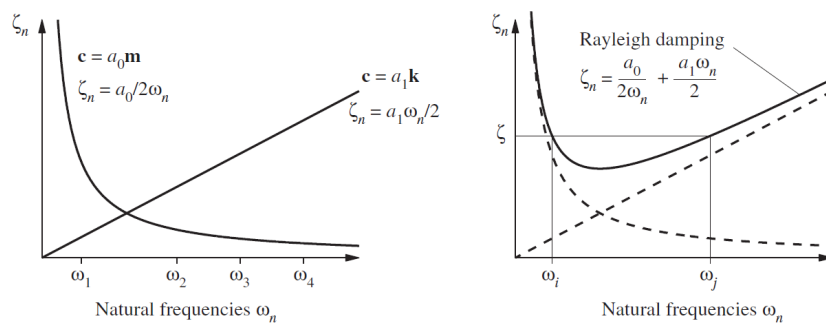 ζₙ
c = a₀m
ζₙ = a₀/2ωₙ
c = a₁k
ζₙ = a₁ωₙ/2
ω₁ ω₂ ω₃ ω₄
Natural frequencies ωₙ
ζₙ
Rayleigh damping
ζₙ = a₀/2ωₙ + a₁ωₙ/2
ζ
ωᵢ ωⱼ
Natural frequencies ωₙ